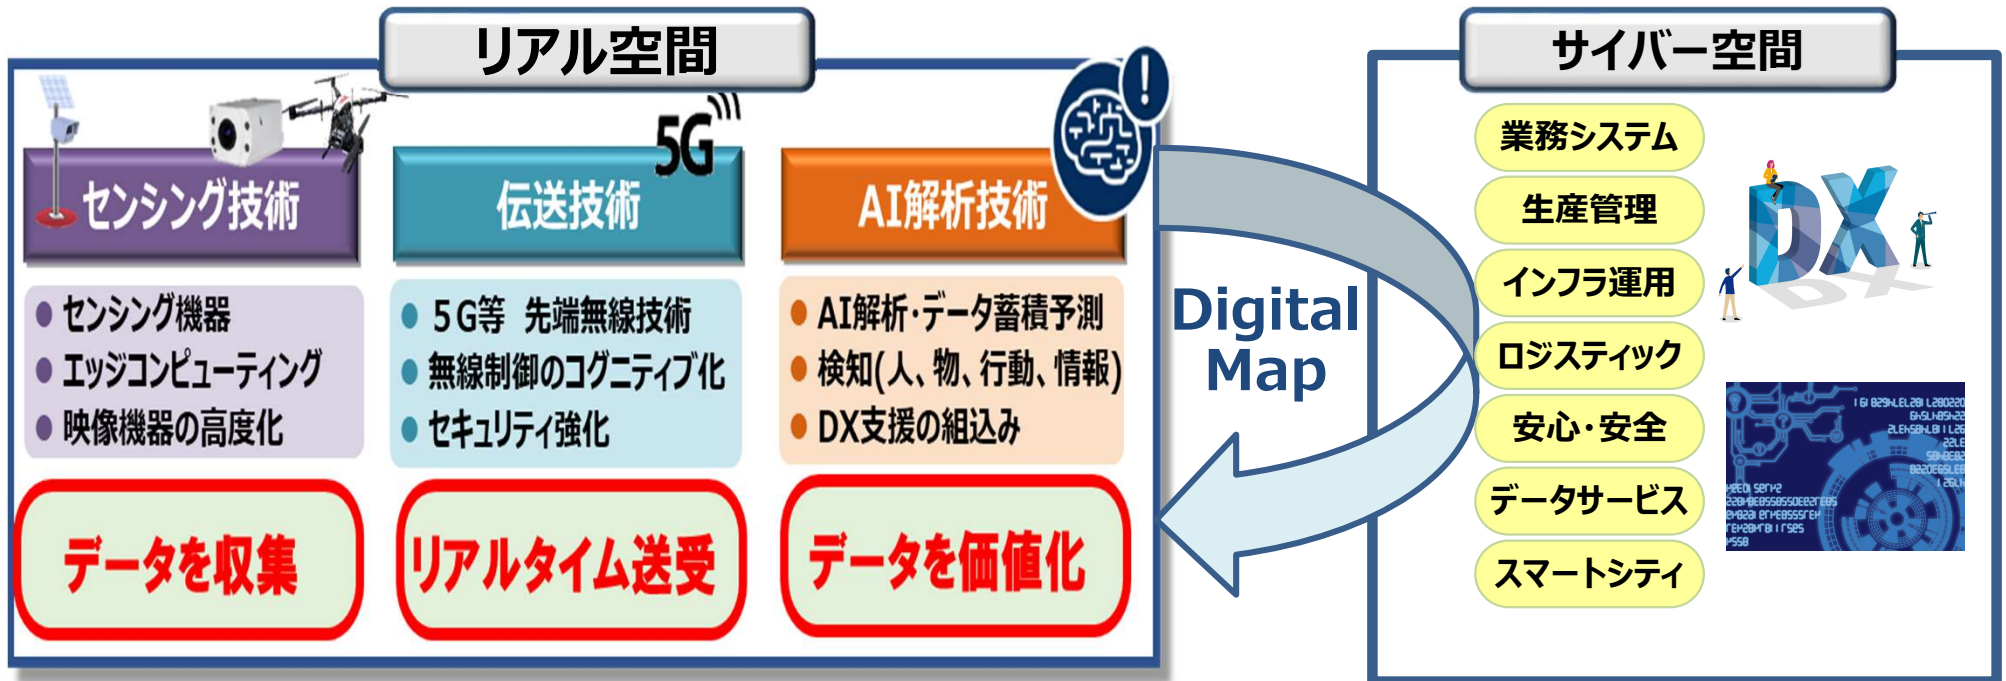 リアル空間
5G
センシング技術
• センシング機器
• エッジコンピューティング
• 映像機器の高度化
データを収集
伝送技術
• 5G等 先端無線技術
• 無線制御のコグニティブ化
• セキュリティ強化
リアルタイム送受
!
AI解析技術
• AI解析・データ蓄積予測
• 検知(人、物、行動、情報)
• DX支援の組込み
データを価値化
Digital
Map
サイバー空間
業務システム
生産管理
インフラ運用
ロジスティック
安心・安全
データサービス
スマートシティ
DX